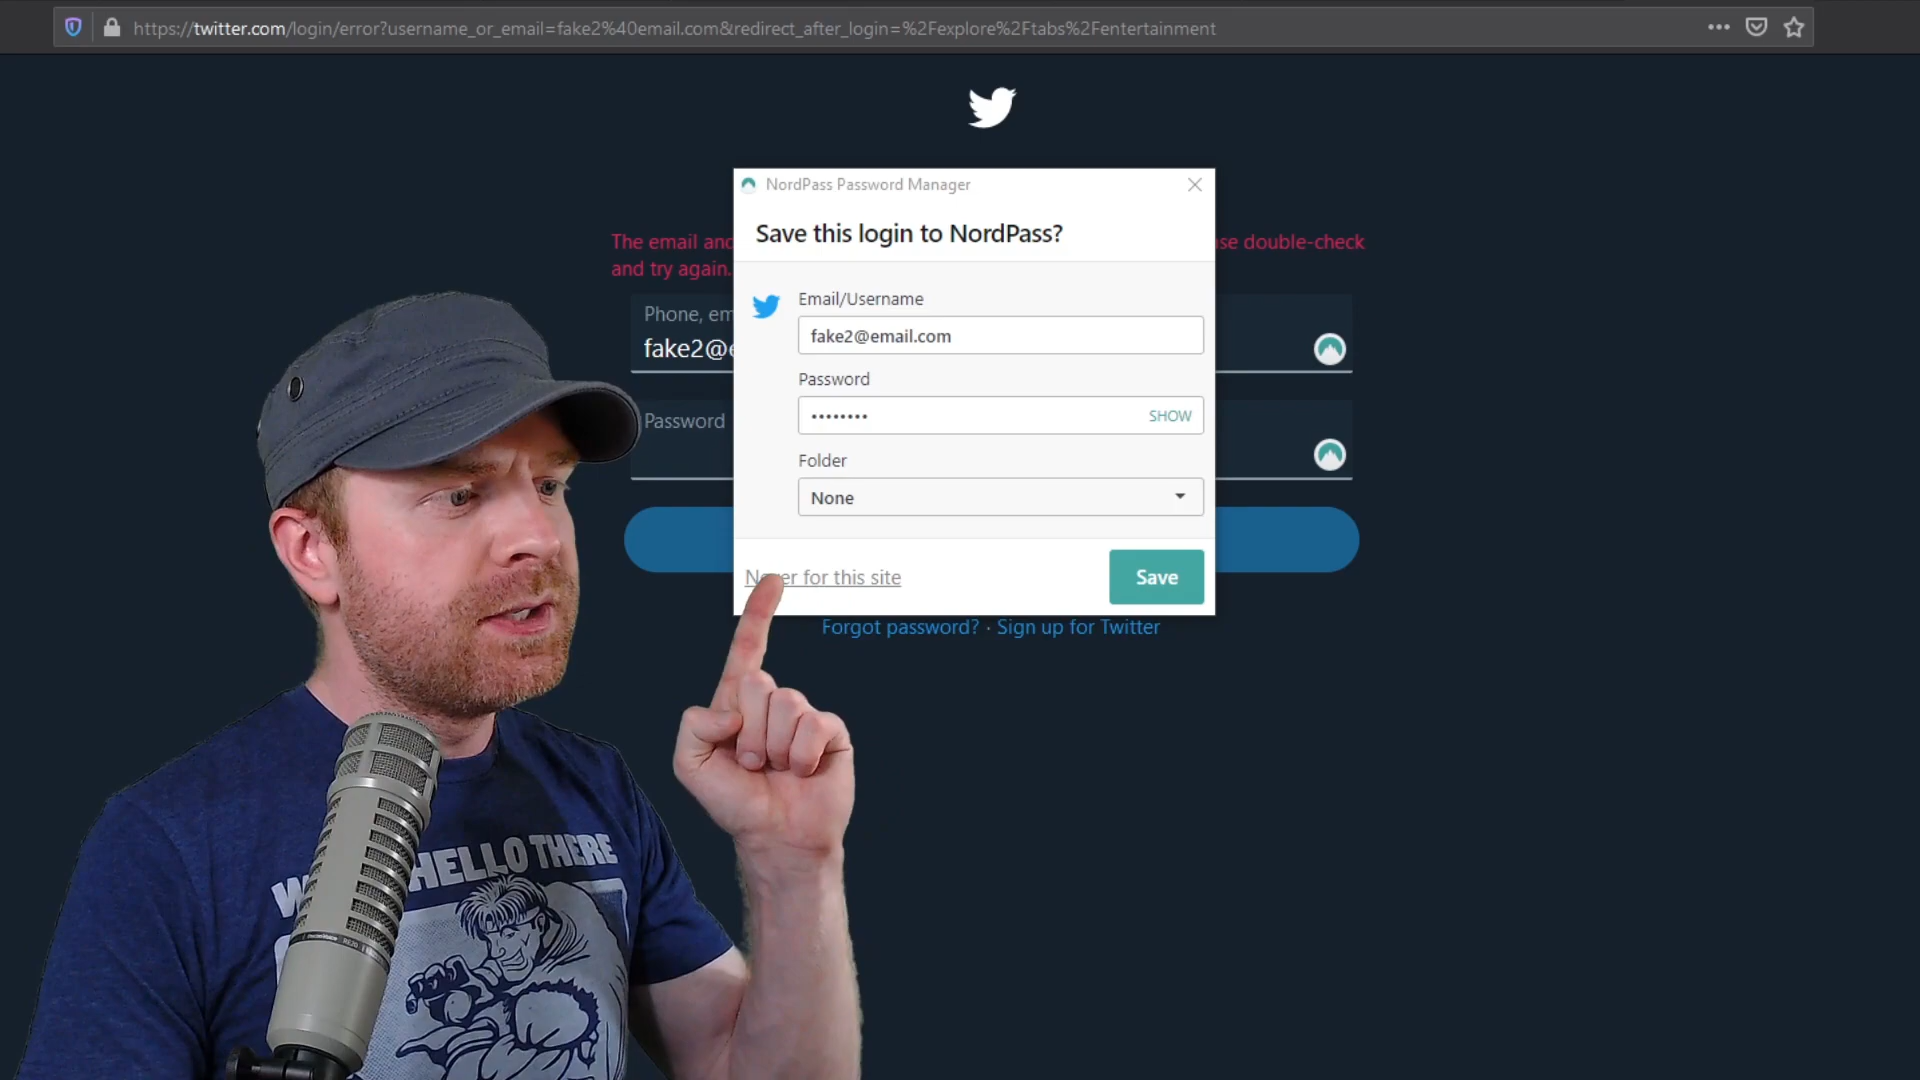 https://twitter.com/login/error?username_or_email=fake2%40email.com&redirect_after_login=%2Fexplore%2Ftabs%2Fentertainment
NordPass Password Manager
Save this login to NordPass?
The email and
se double-check
and try again.
Email/Username
fake2@email.com
Phone, em
fake2@e
Password
•••••••• SHOW
Password
Folder
None
Never for this site
Save
Forgot password? · Sign up for Twitter
HELLO THERE